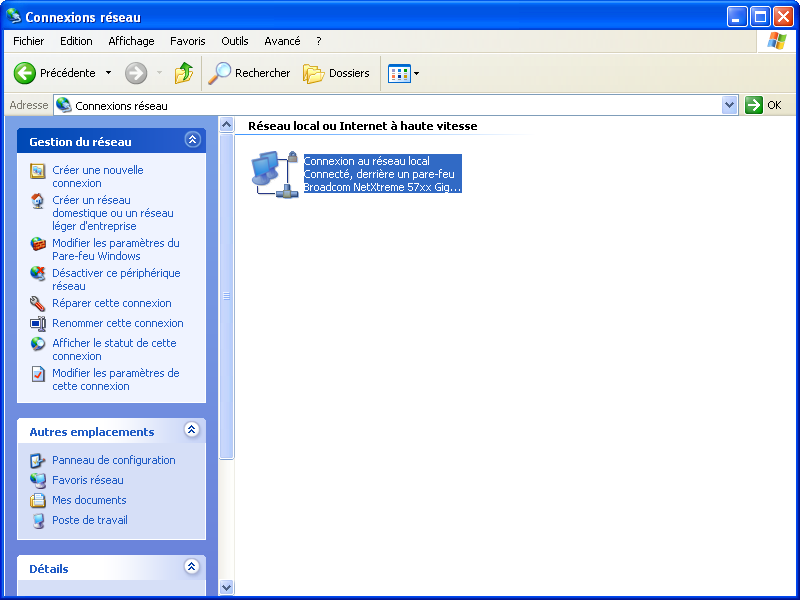 Connexions réseau
Fichier Edition Affichage Favoris Outils Avancé ?
Précédente Rechercher Dossiers
Adresse Connexions réseau OK
Gestion du réseau
Créer une nouvelle
connexion
Créer un réseau
domestique ou un réseau
léger d'entreprise
Modifier les paramètres du
Pare-feu Windows
Désactiver ce périphérique
réseau
Réparer cette connexion
Renommer cette connexion
Afficher le statut de cette
connexion
Modifier les paramètres de
cette connexion
Autres emplacements
Panneau de configuration
Favoris réseau
Mes documents
Poste de travail
Détails
Réseau local ou Internet à haute vitesse
Connexion au réseau local
Connecté, derrière un pare-feu
Broadcom NetXtreme 57xx Gig...